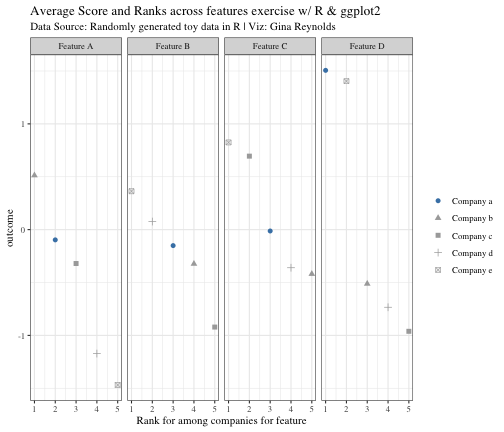 Average Score and Ranks across features exercise w/ R & ggplot2
Data Source: Randomly generated toy data in R | Viz: Gina Reynolds
Feature A
Feature B
Feature C
Feature D
outcome
1
0
-1
1 2 3 4 5
1 2 3 4 5
1 2 3 4 5
1 2 3 4 5
Rank for among companies for feature
Company a
Company b
Company c
Company d
Company e